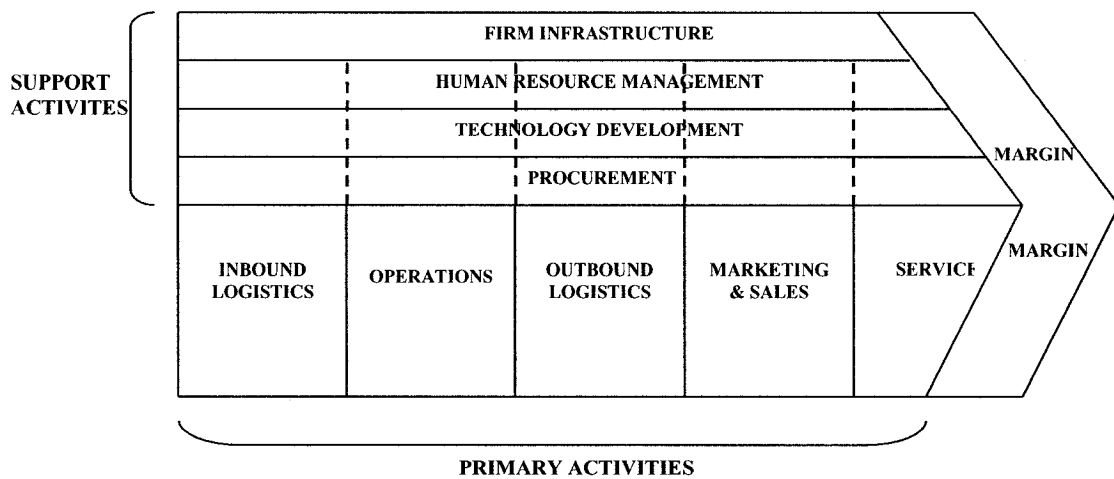 FIRM INFRASTRUCTURE
SUPPORT
ACTIVITES
HUMAN RESOURCE MANAGEMENT
TECHNOLOGY DEVELOPMENT
PROCUREMENT
MARGIN
INBOUND
LOGISTICS
OPERATIONS
OUTBOUND
LOGISTICS
MARKETING
& SALES
SERVICE
MARGIN
PRIMARY ACTIVITIES